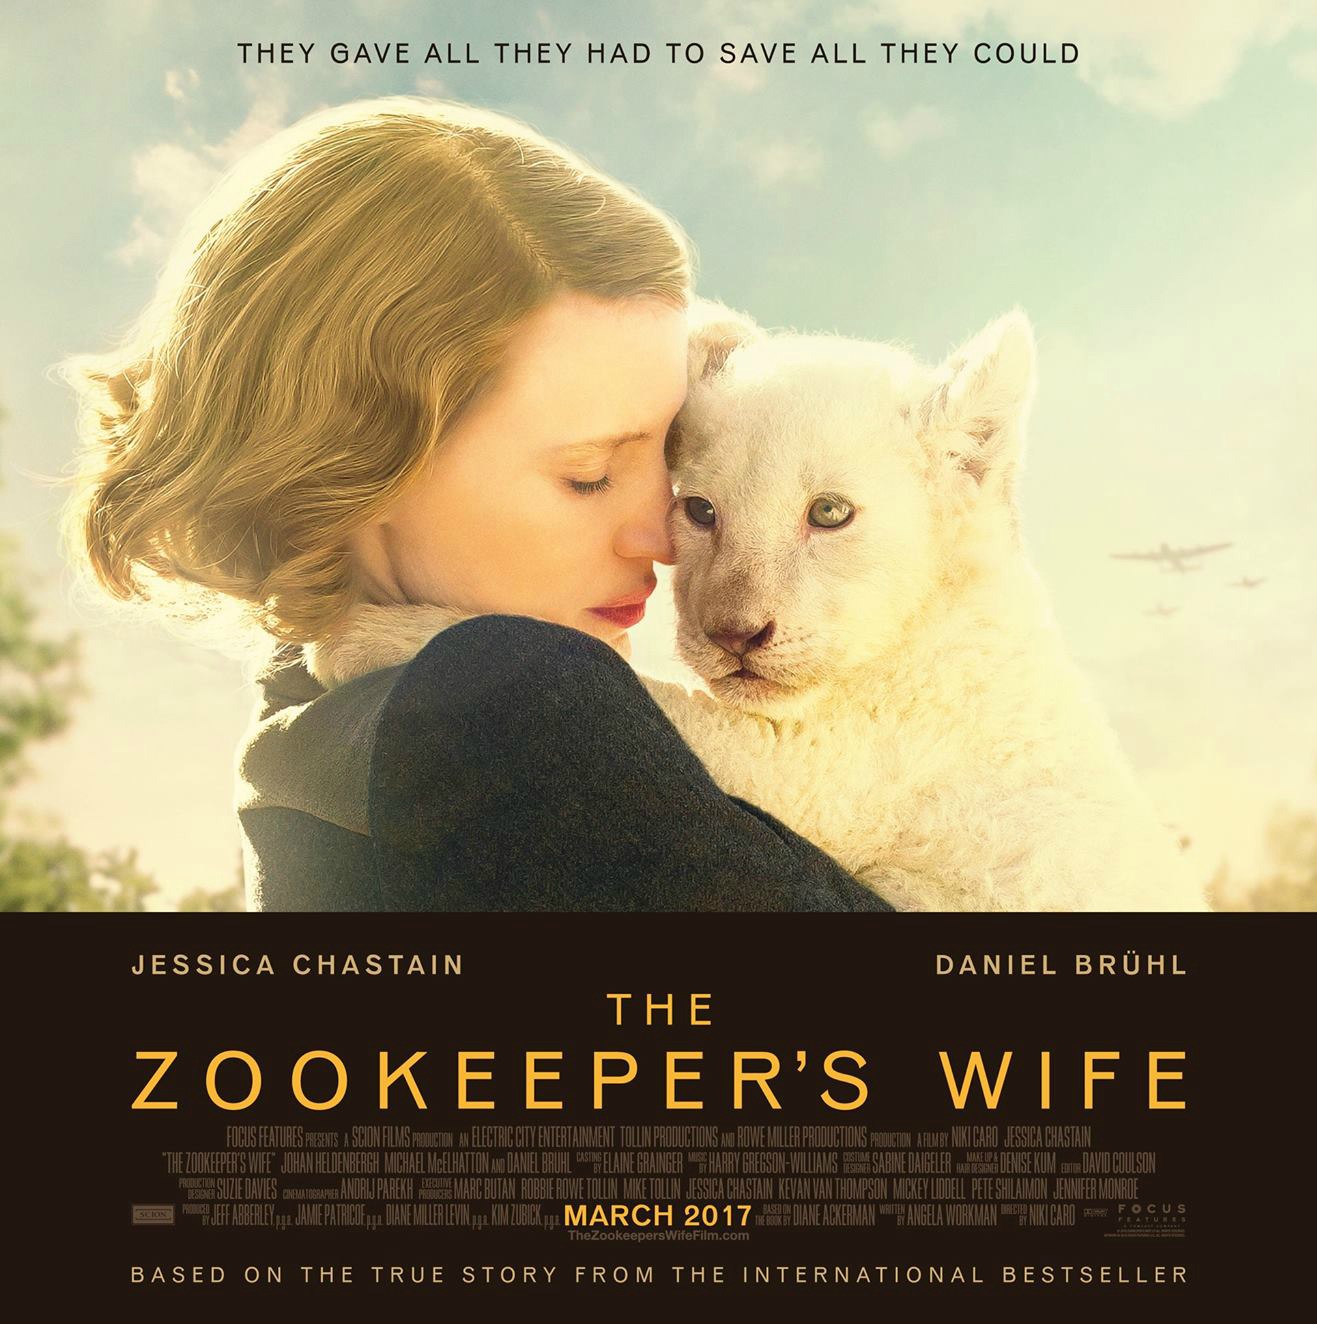 THEY GAVE ALL THEY HAD TO SAVE ALL THEY COULD
JESSICA CHASTAIN DANIEL BRÜHL
THE
ZOOKEEPER'S WIFE
FOCUS FEATURES PRESENTS A SCION FILMS PRODUCTION AN ELECTRIC CITY ENTERTAINMENT TOLLIN PRODUCTIONS AND ROWE MILLER PRODUCTIONS PRODUCTION A FILM BY NIKI CARO JESSICA CHASTAIN
"THE ZOOKEEPER'S WIFE" JOHAN HELDENBERGH MICHAEL McELHATTON AND DANIEL BRÜHL CASTING BY ELAINE GRAINGER MUSIC BY HARRY GREGSON-WILLIAMS COSTUME DESIGNER SABINE DAIGELER MAKE UP & HAIR DESIGNER DENISE KUM EDITOR DAVID COULSON
PRODUCTION DESIGNER SUZIE DAVIES CINEMATOGRAPHER ANDRIJ PAREKH EXECUTIVE PRODUCERS MARC BUTAN ROBBIE ROWE TOLLIN MIKE TOLLIN JESSICA CHASTAIN KEVAN VAN THOMPSON MICKEY LIDDELL PETE SHILAIMON JENNIFER MONROE
SCION PRODUCED BY JEFF ABBERLEY, p.g.a. JAMIE PATRICOF, p.g.a. DIANE MILLER LEVIN, p.g.a. KIM ZUBICK, p.g.a. MARCH 2017 BASED ON THE BOOK BY DIANE ACKERMAN WRITTEN BY ANGELA WORKMAN DIRECTED BY NIKI CARO FOCUS
FEATURES
TheZookeepersWifeFilm.com
BASED ON THE TRUE STORY FROM THE INTERNATIONAL BESTSELLER